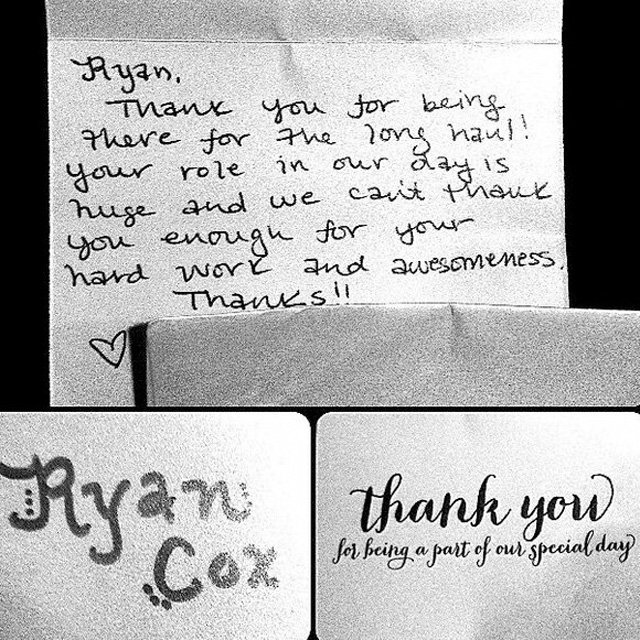 Ryan,
Thank you for being
there for the long haul!
Your role in our day is
huge and we can't thank
you enough for your
hard work and awesomeness.
Thanks!!
Ryan
Cox
thank you
for being a part of our special day